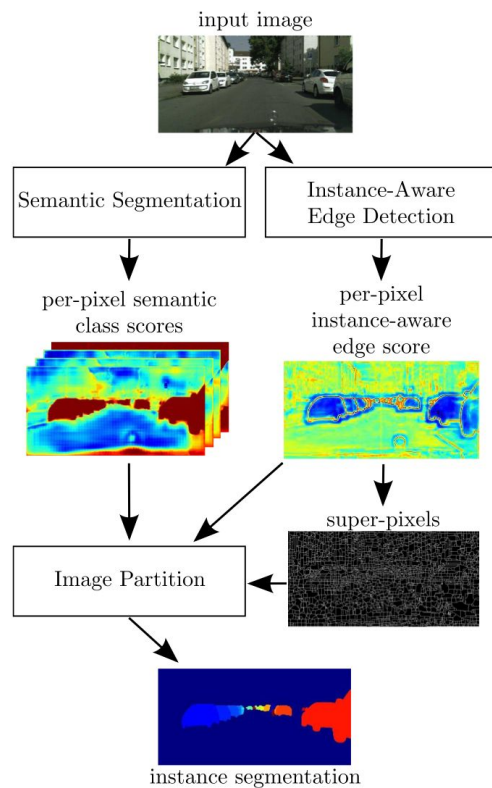 input image
Semantic Segmentation
Instance-Aware
Edge Detection
per-pixel semantic
class scores
per-pixel
instance-aware
edge score
super-pixels
Image Partition
instance segmentation